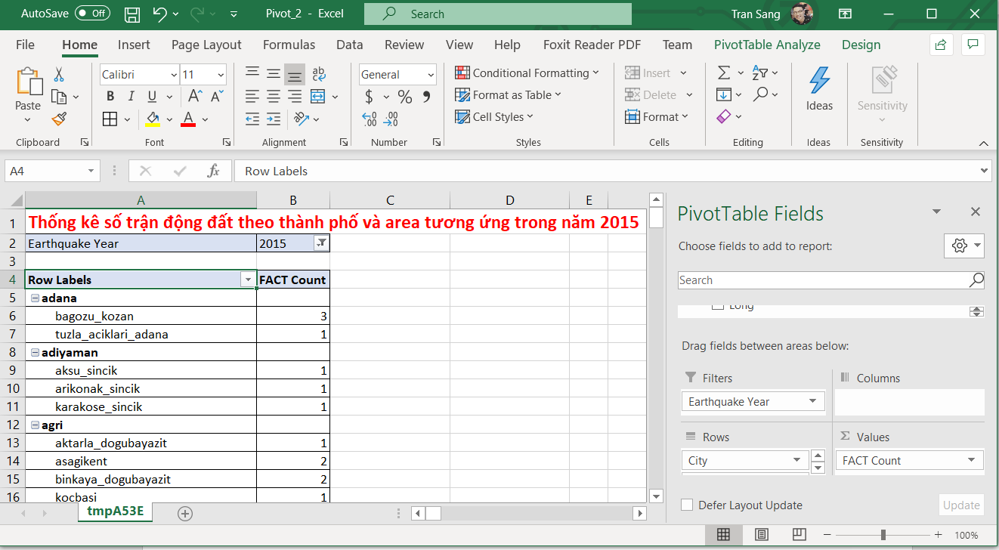 AutoSave Off Pivot_2 - Excel Search Tran Sang
File Home Insert Page Layout Formulas Data Review View Help Foxit Reader PDF Team PivotTable Analyze Design
Paste
Clipboard
Calibri 11
B I U
Font
ab
Alignment
General
$ % 9
Number
Conditional Formatting
Format as Table
Cell Styles
Styles
Insert
Delete
Format
Cells
Editing
Ideas
Ideas
Sensitivity
Sensitivity
A4 fx Row Labels
A B C D E
1 Thống kê số trận động đất theo thành phố và area tương ứng trong năm 2015
2 Earthquake Year 2015
3
4 Row Labels FACT Count
5 adana
6 bagozu_kozan 3
7 tuzla_aciklari_adana 1
8 adiyaman
9 aksu_sincik 1
10 arikonak_sincik 1
11 karakose_sincik 1
12 agri
13 aktarla_dogubayazit 1
14 asagikent 2
15 binkaya_dogubayazit 2
16 kocbasi 1
tmpA53E
PivotTable Fields
Choose fields to add to report:
Search
Long
Drag fields between areas below:
Filters
Earthquake Year
Columns
Rows
City
Σ Values
FACT Count
Defer Layout Update Update
100%